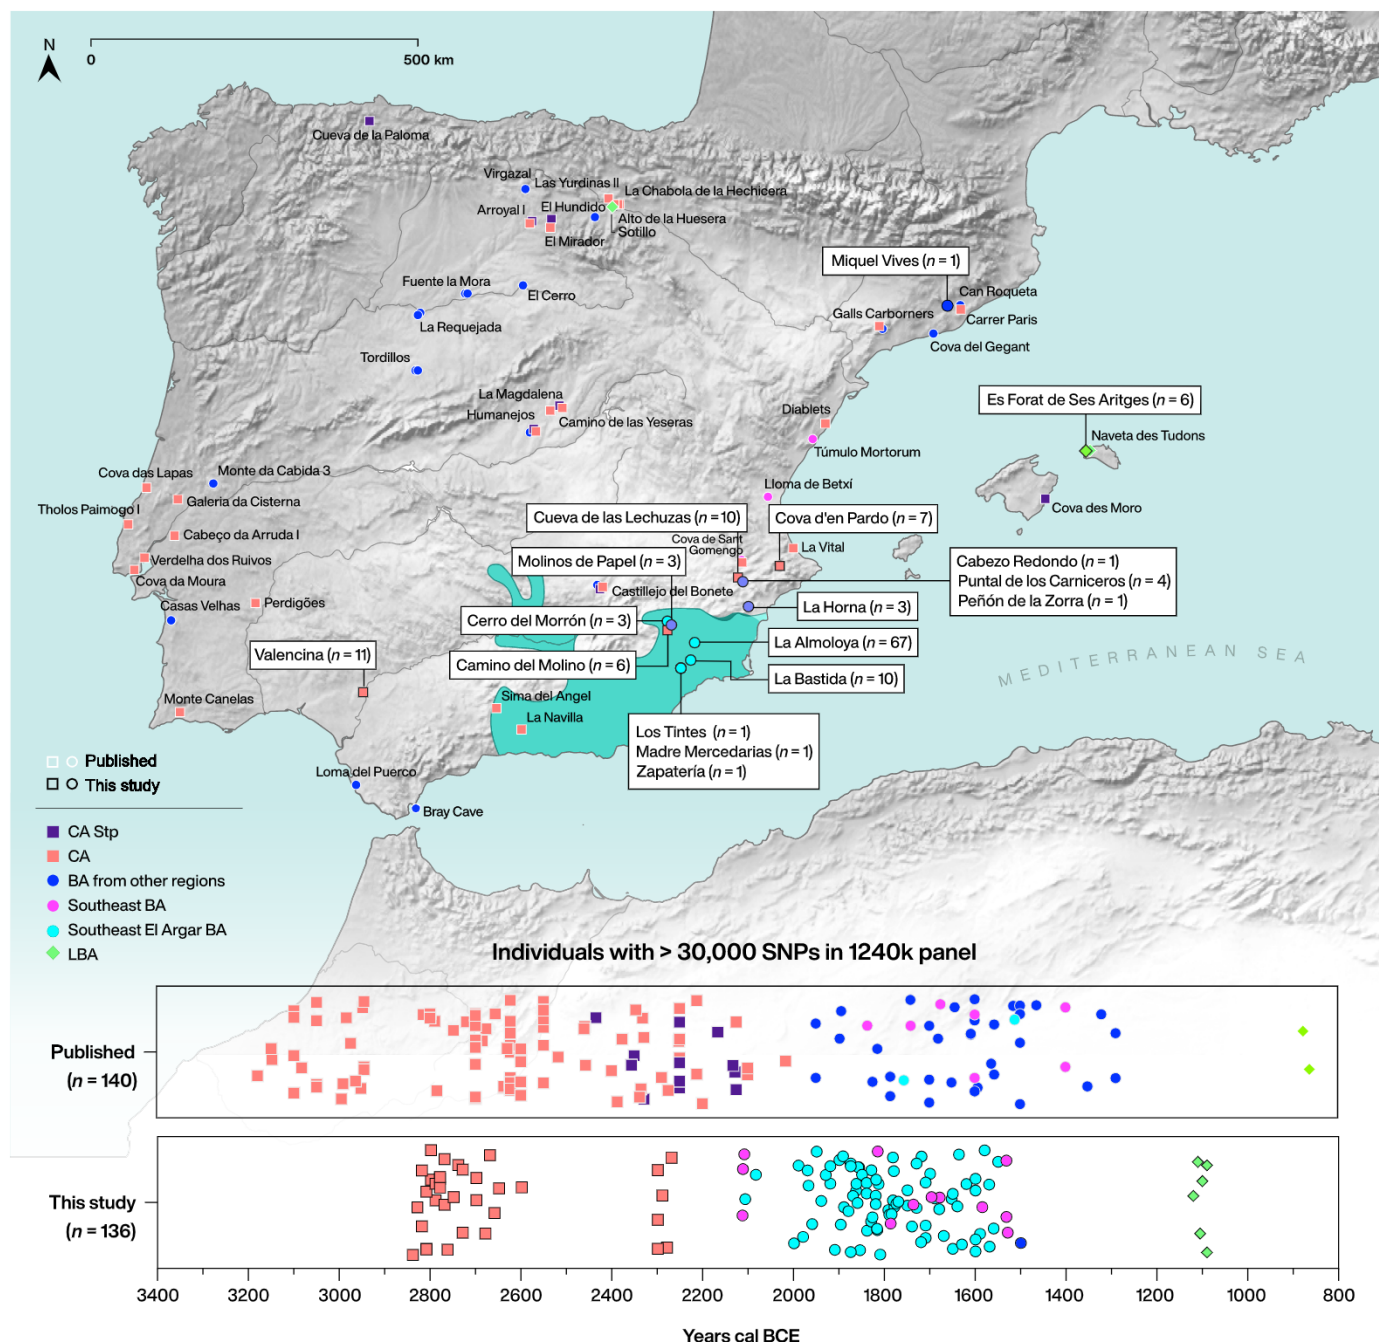 N
0
500 km
Cueva de la Paloma
Virgazal
Las Yurdinas II
La Chabola de la Hechicera
Arroyal I
El Hundido
Alto de la Huesera
Sotillo
El Mirador
Miquel Vives (n = 1)
Fuente la Mora
El Cerro
Can Roqueta
Galls Carborners
Carrer Paris
La Requejada
Cova del Gegant
Tordillos
La Magdalena
Es Forat de Ses Aritges (n = 6)
Humanejos
Camino de las Yeseras
Diablets
Naveta des Tudons
Túmulo Mortorum
Cova das Lapas
Monte da Cabida 3
Lloma de Betxí
Galeria da Cisterna
Cova des Moro
Tholos Paimogo I
Cueva de las Lechuzas (n = 10)
Cova d'en Pardo (n = 7)
Cabeço da Arruda I
Cova de Sant
Gomengo
La Vital
Verdelha dos Ruivos
Molinos de Papel (n = 3)
Cabezo Redondo (n = 1)
Puntal de los Carniceros (n = 4)
Peñón de la Zorra (n = 1)
Cova da Moura
Castillejo del Bonete
Casas Velhas
Perdigões
La Horna (n = 3)
Cerro del Morrón (n = 3)
La Almoloya (n = 67)
Valencina (n = 11)
Camino del Molino (n = 6)
La Bastida (n = 10)
MEDITERRANEAN SEA
Monte Canelas
Sima del Angel
La Navilla
Los Tintes (n = 1)
Madre Mercedarias (n = 1)
Zapatería (n = 1)
Published
This study
Loma del Puerco
Bray Cave
CA Stp
CA
BA from other regions
Southeast BA
Southeast El Argar BA
LBA
Individuals with > 30,000 SNPs in 1240k panel
Published
(n = 140)
This study
(n = 136)
3400 3200 3000 2800 2600 2400 2200 2000 1800 1600 1400 1200 1000 800
Years cal BCE